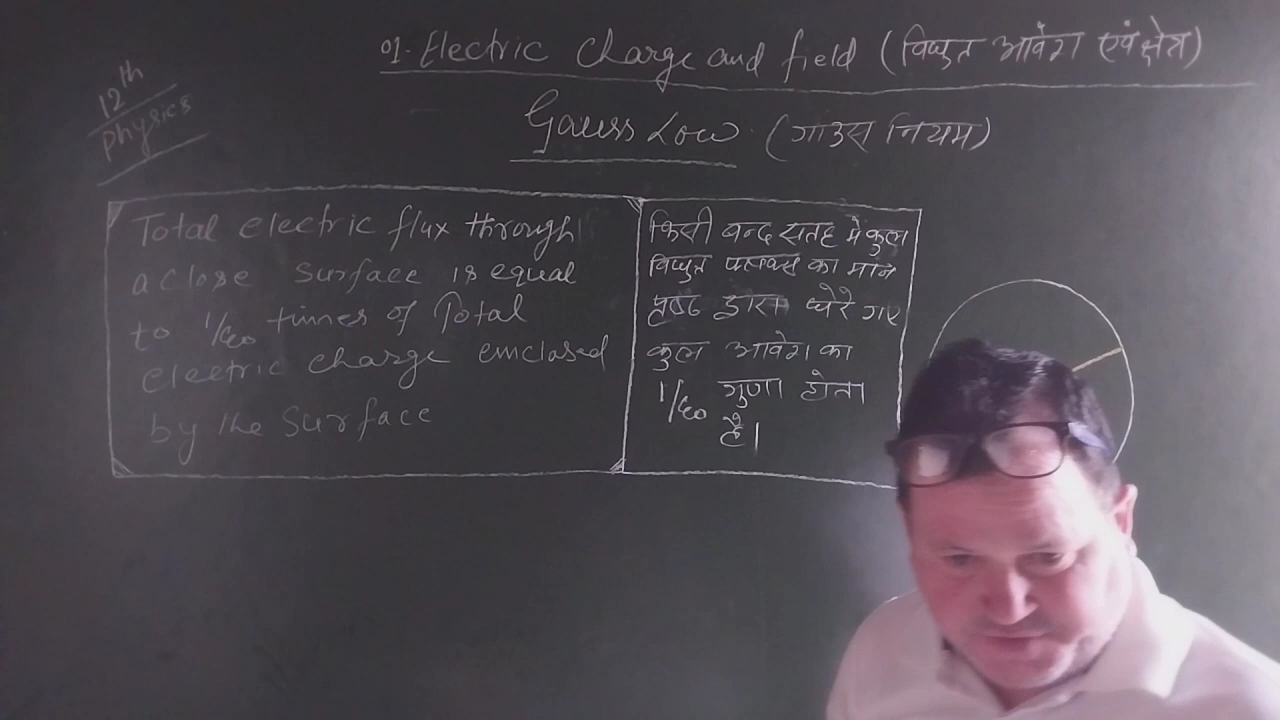 01. Electric Charge and field (विधुत आवेश एवं क्षेत्र)
12th
physics
Gauss Low (गाउस नियम)
Total electric flux through
a close surface is equal
to 1/ε0 times of Total
electric charge enclosed
by the surface
किसी बन्द सतह मे कुल
विधुत फ्लक्स का मान
पृष्ठ द्वारा घेरे गए
कुल आवेश का
1/ε0 गुणा होता
है।